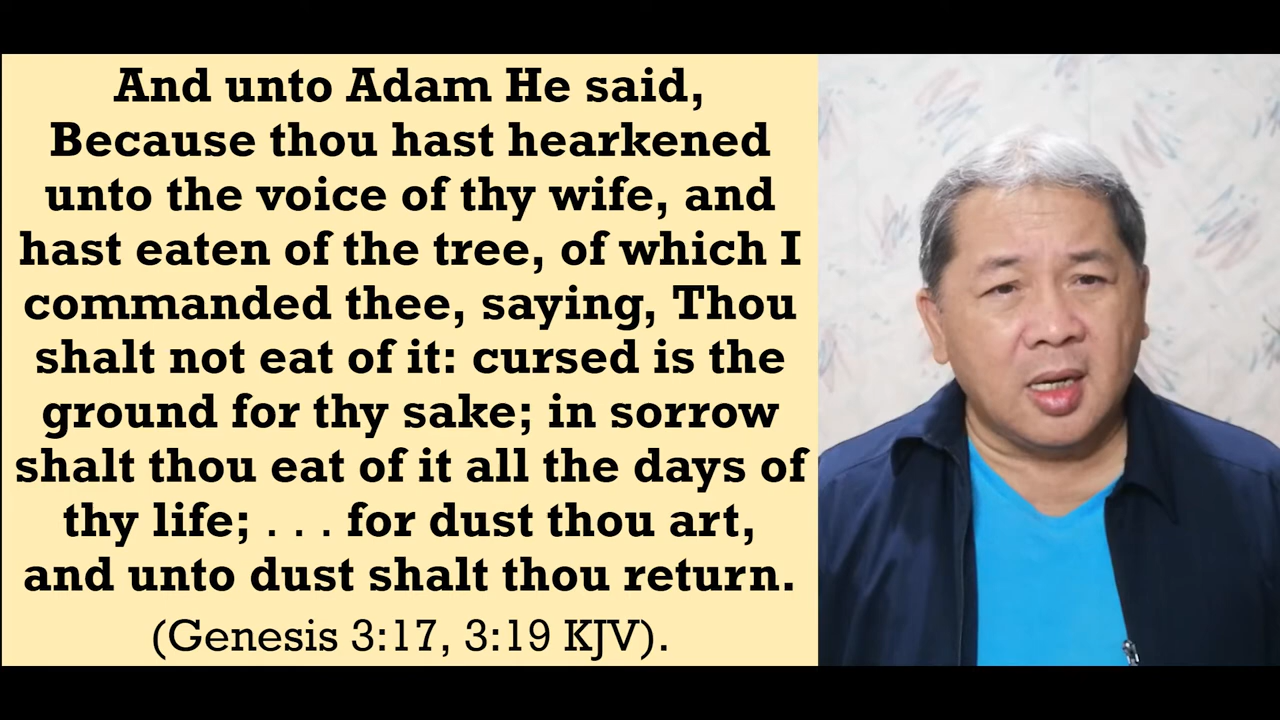 And unto Adam He said,
Because thou hast hearkened
unto the voice of thy wife, and
hast eaten of the tree, of which I
commanded thee, saying, Thou
shalt not eat of it: cursed is the
ground for thy sake; in sorrow
shalt thou eat of it all the days of
thy life; . . . for dust thou art,
and unto dust shalt thou return.
(Genesis 3:17, 3:19 KJV).